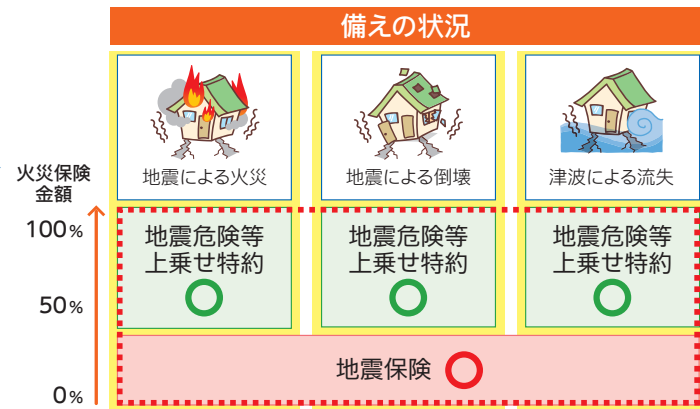 備えの状況
地震による火災
地震による倒壊
津波による流失
火災保険
金額
100%
50%
0%
地震危険等
上乗せ特約
地震危険等
上乗せ特約
地震危険等
上乗せ特約
地震保険